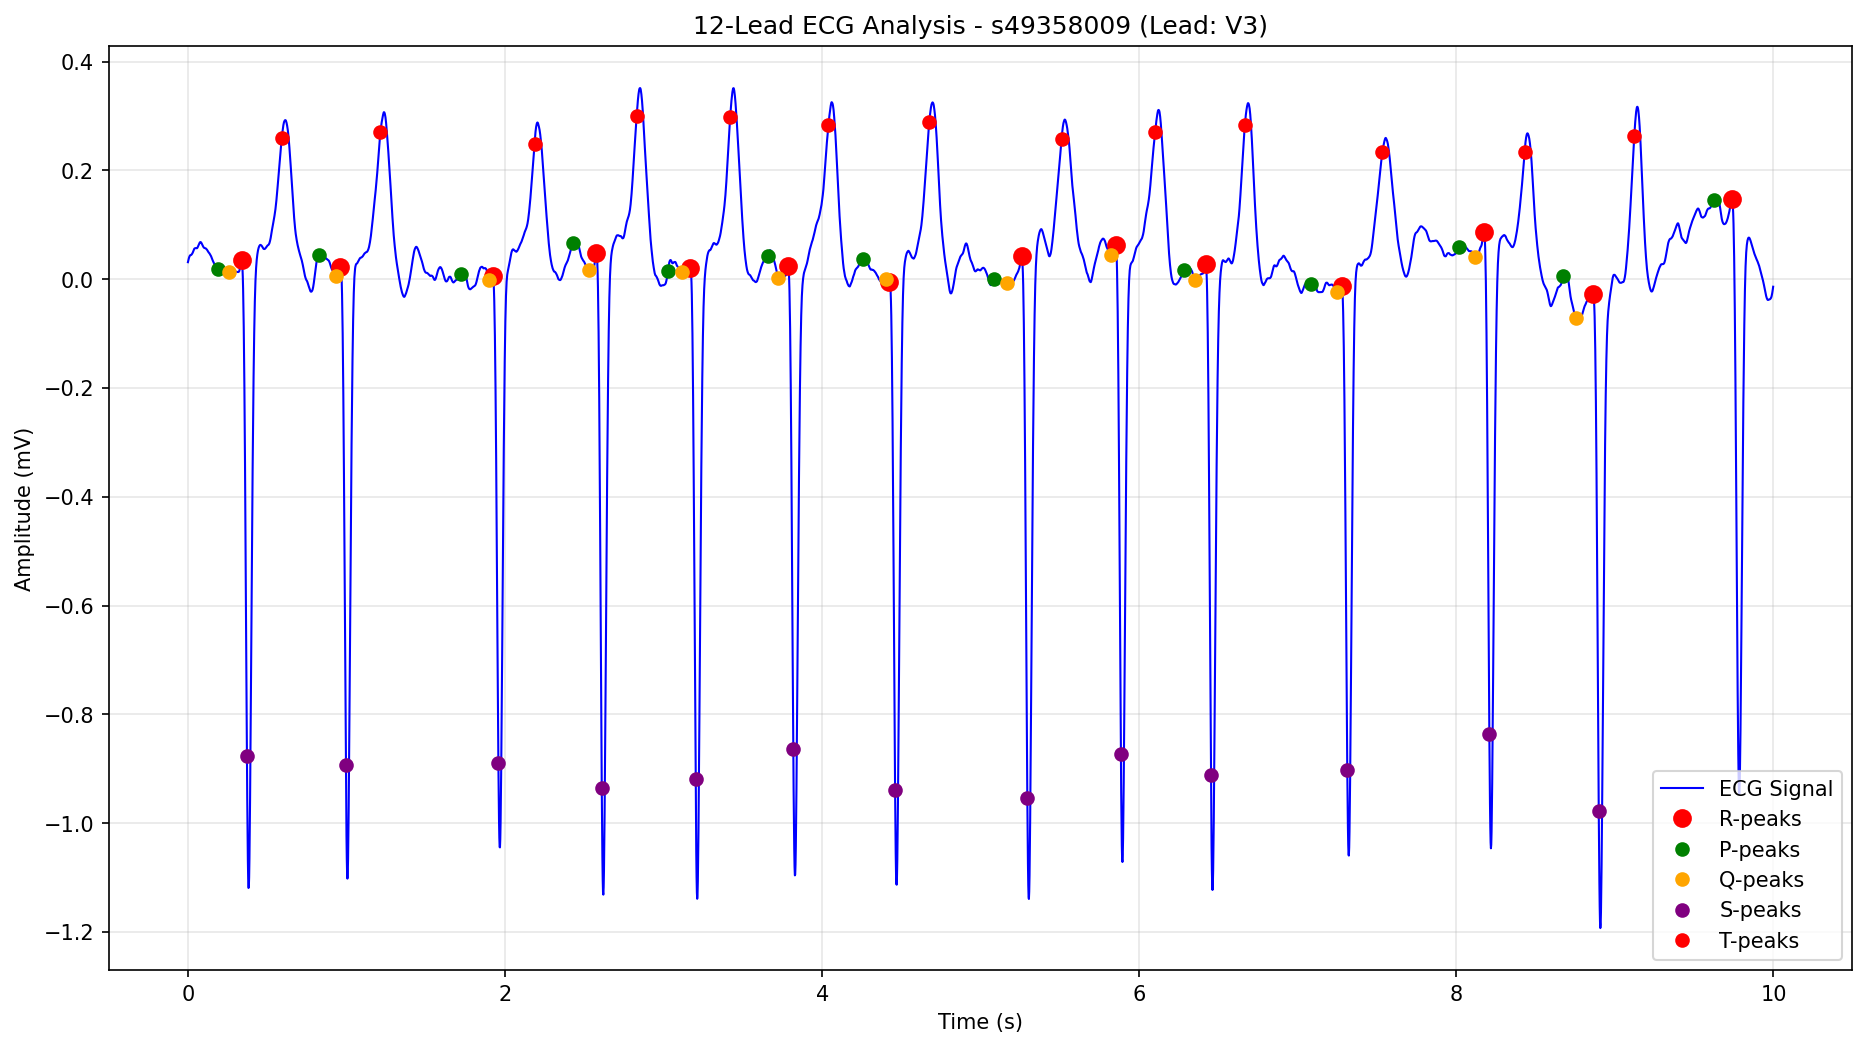 12-Lead ECG Analysis - s49358009 (Lead: V3)
0.4
0.2
0.0
−0.2
−0.4
−0.6
−0.8
−1.0
−1.2
Amplitude (mV)
0 2 4 6 8 10
Time (s)
ECG Signal
R-peaks
P-peaks
Q-peaks
S-peaks
T-peaks